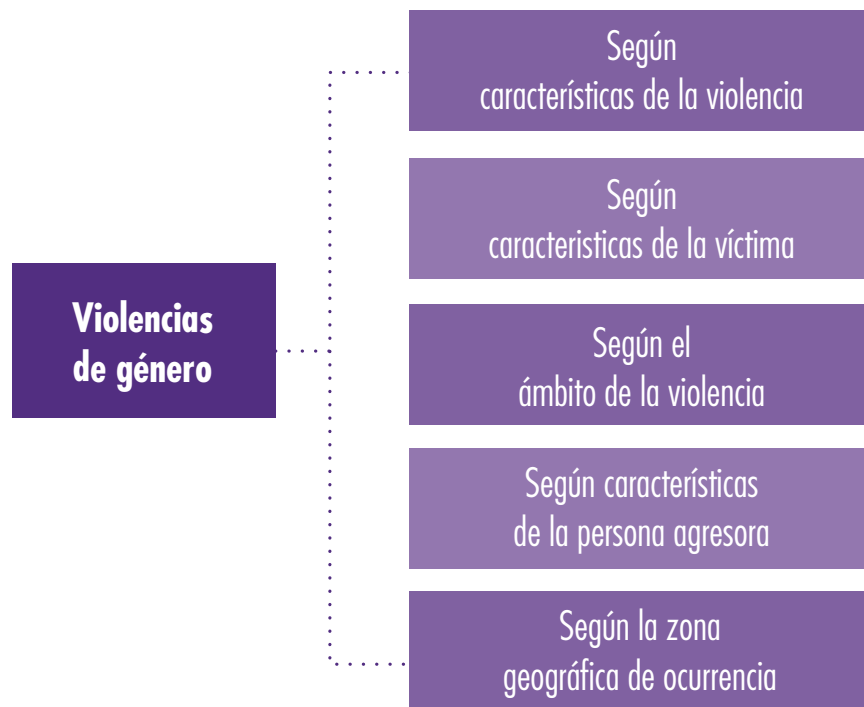 Según
características de la violencia
Según
caracteristicas de la víctima
Violencias
de género
Según el
ámbito de la violencia
Según características
de la persona agresora
Según la zona
geográfica de ocurrencia